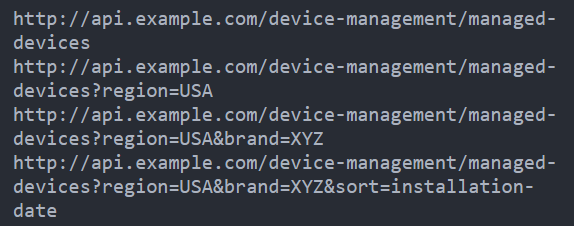 http://api.example.com/device-management/managed-
devices
http://api.example.com/device-management/managed-
devices?region=USA
http://api.example.com/device-management/managed-
devices?region=USA&brand=XYZ
http://api.example.com/device-management/managed-
devices?region=USA&brand=XYZ&sort=installation-
date